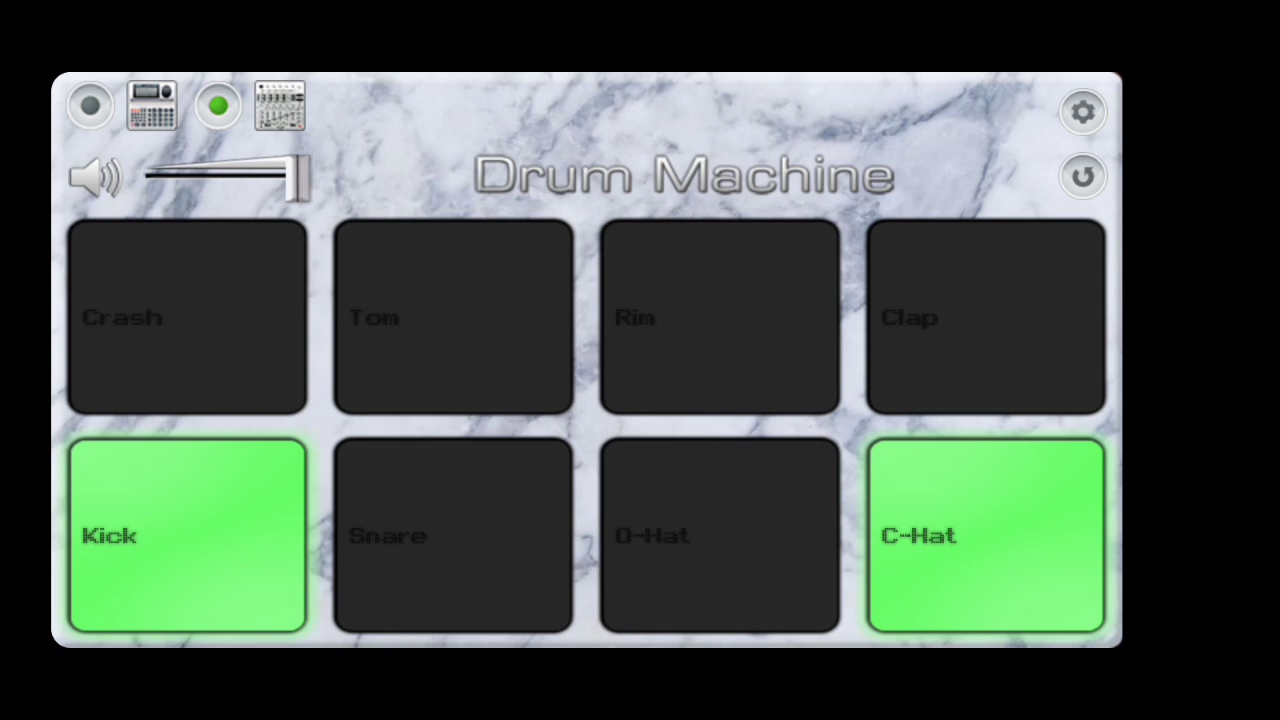 Drum Machine
Crash
Tom
Rim
Clap
Kick
Snare
O-Hat
C-Hat